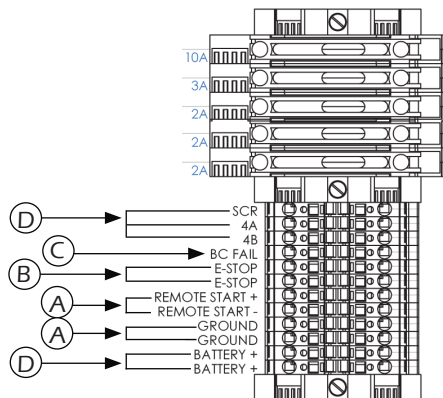 10A
3A
2A
2A
2A
D
SCR
4A
4B
C
BC FAIL
B
E-STOP
E-STOP
A
REMOTE START +
REMOTE START -
A
GROUND
GROUND
D
BATTERY +
BATTERY +